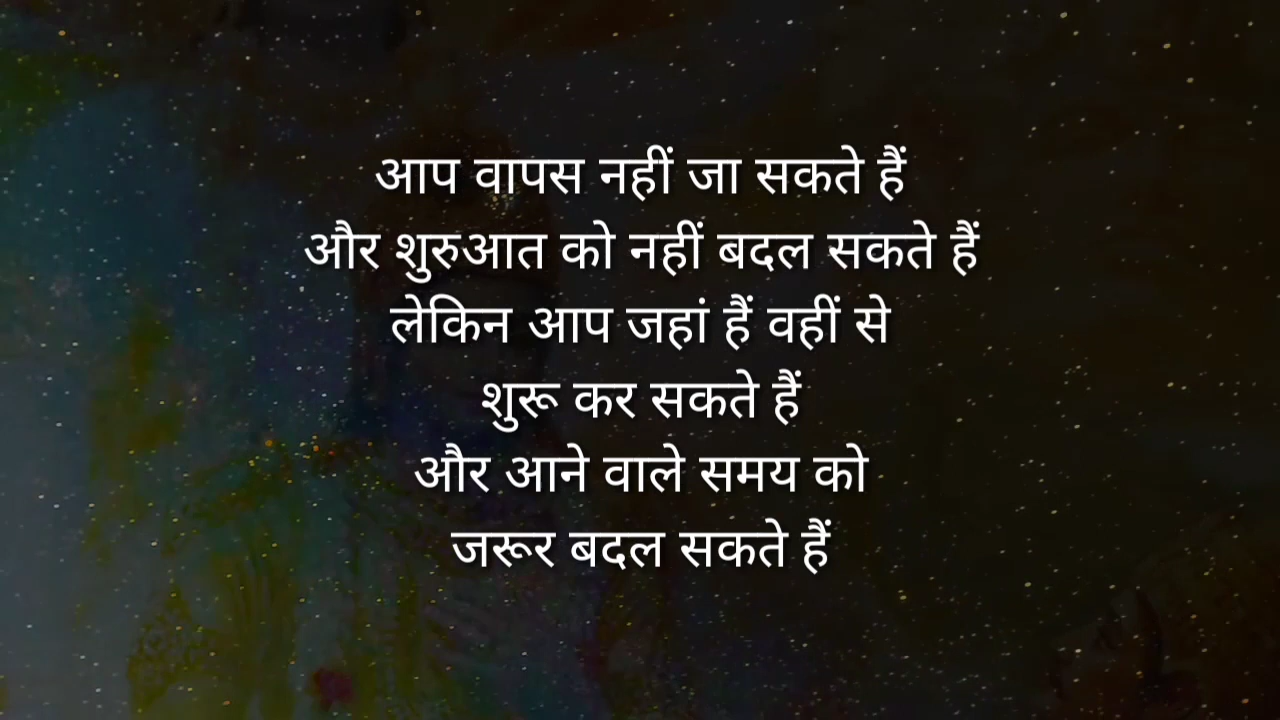 आप वापस नहीं जा सकते हैं
और शुरुआत को नहीं बदल सकते हैं
लेकिन आप जहां हैं वहीं से
शुरू कर सकते हैं
और आने वाले समय को
जरूर बदल सकते हैं